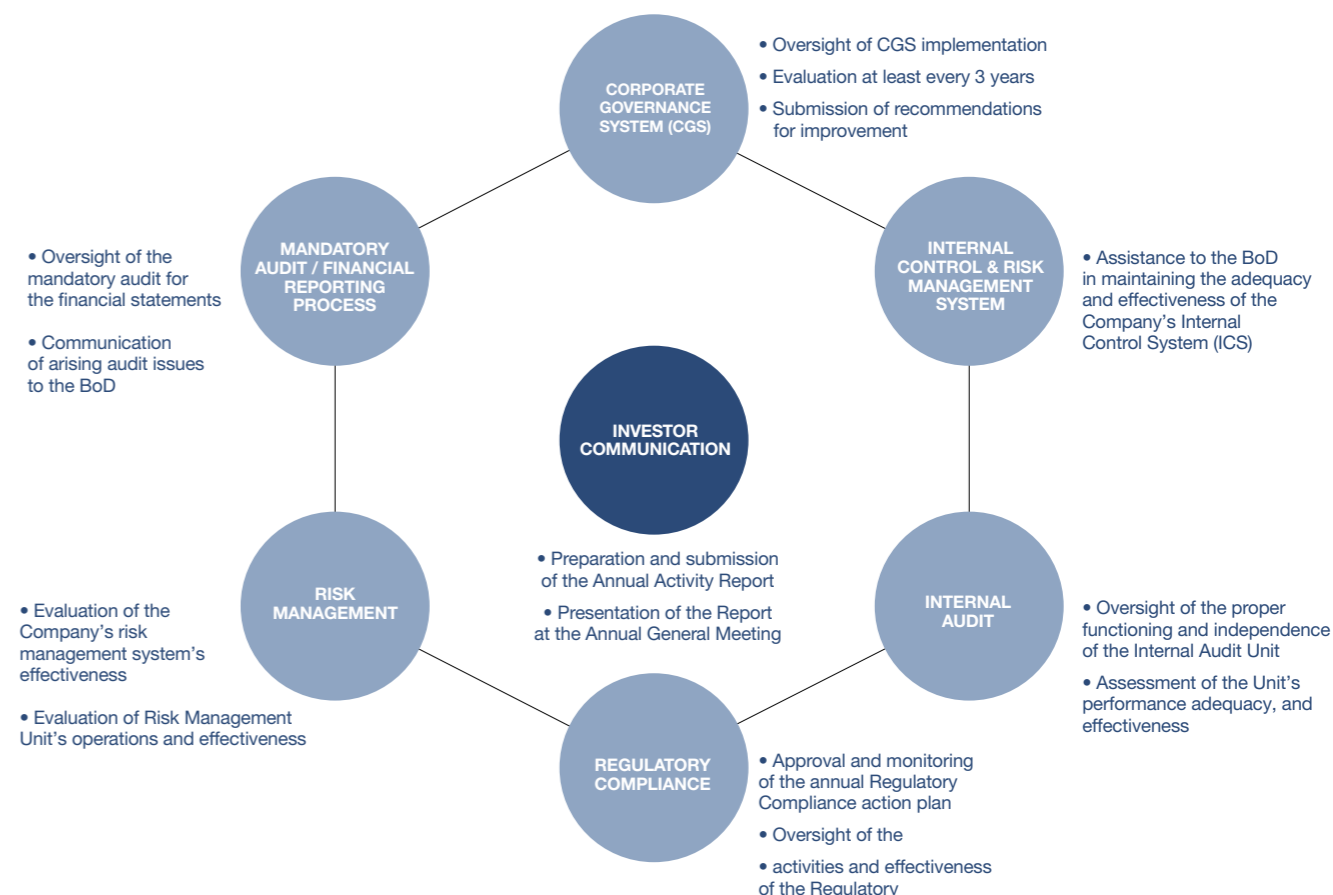 CORPORATE
GOVERNANCE
SYSTEM (CGS)
• Oversight of CGS implementation
• Evaluation at least every 3 years
• Submission of recommendations
for improvement
MANDATORY
AUDIT / FINANCIAL
REPORTING
PROCESS
• Oversight of the
mandatory audit for
the financial statements
• Communication
of arising audit issues
to the BoD
INTERNAL
CONTROL & RISK
MANAGEMENT
SYSTEM
• Assistance to the BoD
in maintaining the adequacy
and effectiveness of the
Company’s Internal
Control System (ICS)
INVESTOR
COMMUNICATION
• Preparation and submission
of the Annual Activity Report
• Presentation of the Report
at the Annual General Meeting
RISK
MANAGEMENT
• Evaluation of the
Company’s risk
management system’s
effectiveness
• Evaluation of Risk Management
Unit’s operations and effectiveness
INTERNAL
AUDIT
• Oversight of the proper
functioning and independence
of the Internal Audit Unit
• Assessment of the Unit’s
performance adequacy, and
effectiveness
REGULATORY
COMPLIANCE
• Approval and monitoring
of the annual Regulatory
Compliance action plan
• Oversight of the
• activities and effectiveness
of the Regulatory